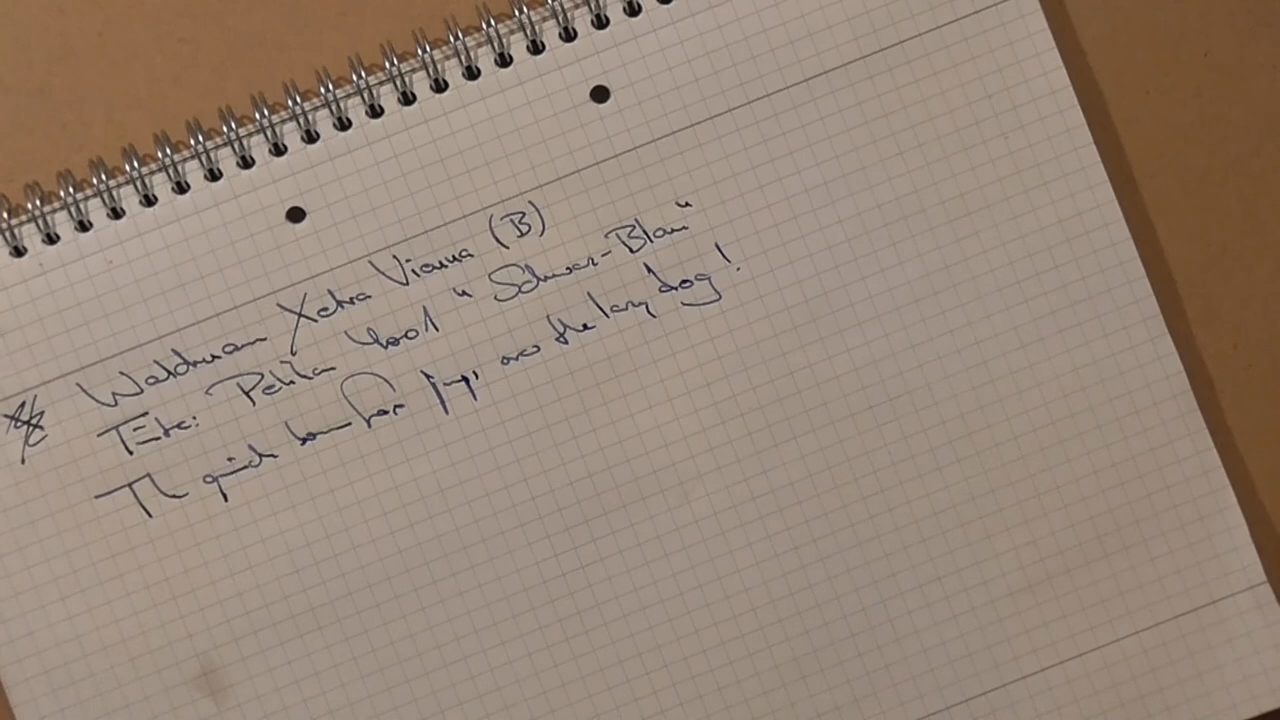 Waldmann Xetra Vienna (B)
Tinte: Pelikan 4001 "Schwarz-Blau"
The quick brown fox jumps over the lazy dog!